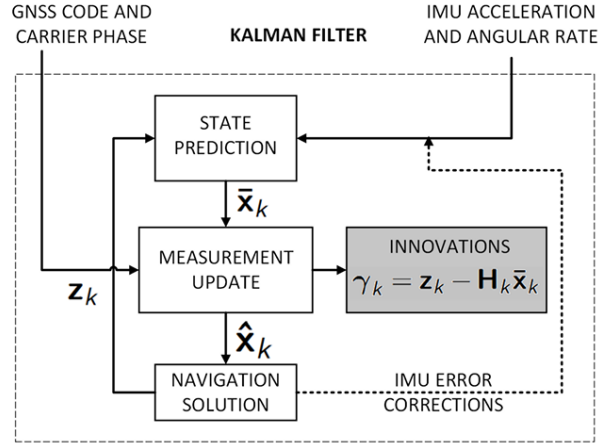 GNSS CODE AND
CARRIER PHASE
KALMAN FILTER
IMU ACCELERATION
AND ANGULAR RATE
STATE
PREDICTION
x̄ₖ
MEASUREMENT
UPDATE
INNOVATIONS
γₖ = zₖ − Hₖx̄ₖ
zₖ
x̂ₖ
NAVIGATION
SOLUTION
IMU ERROR
CORRECTIONS